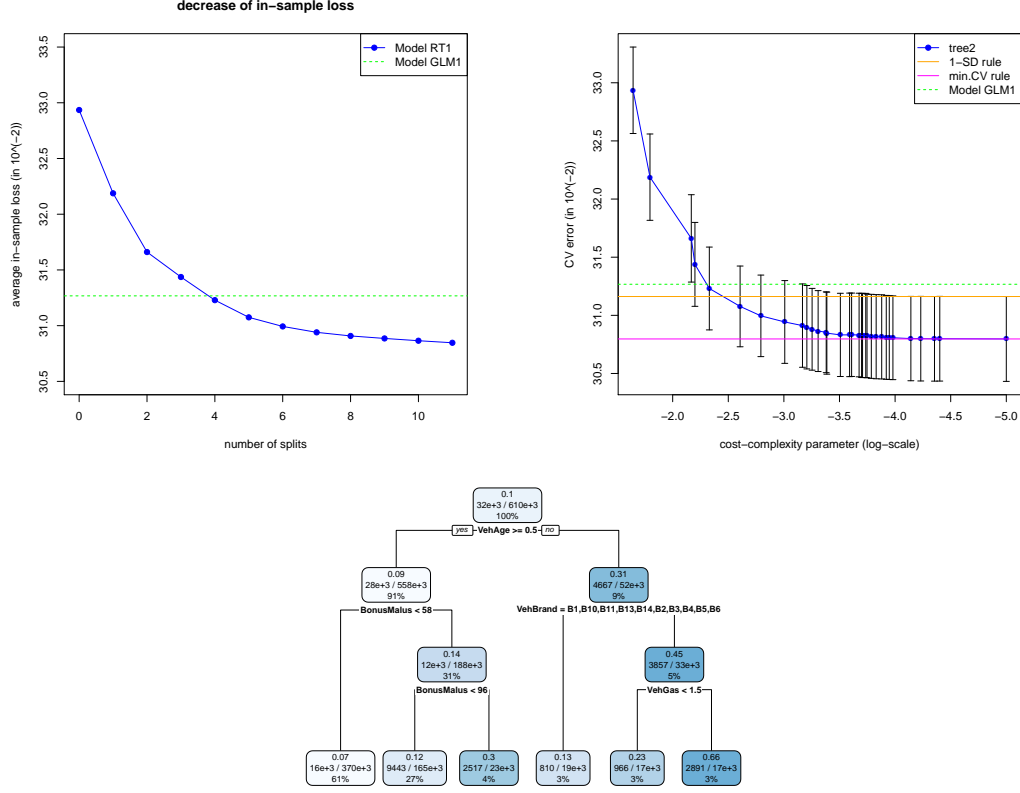 decrease of in−sample loss
Model RT1
Model GLM1
average in−sample loss (in 10^(−2))
33.5
33.0
32.5
32.0
31.5
31.0
30.5
0 2 4 6 8 10
number of splits
tree2
1−SD rule
min.CV rule
Model GLM1
CV error (in 10^(−2))
33.0
32.5
32.0
31.5
31.0
30.5
−2.0 −2.5 −3.0 −3.5 −4.0 −4.5 −5.0
cost−complexity parameter (log−scale)
0.1
32e+3 / 610e+3
100%
yes VehAge >= 0.5 no
0.09
28e+3 / 558e+3
91%
BonusMalus < 58
0.31
4667 / 52e+3
9%
VehBrand = B1,B10,B11,B13,B14,B2,B3,B4,B5,B6
0.14
12e+3 / 188e+3
31%
BonusMalus < 96
0.45
3857 / 33e+3
5%
VehGas < 1.5
0.07
16e+3 / 370e+3
61%
0.12
9443 / 165e+3
27%
0.3
2517 / 23e+3
4%
0.13
810 / 19e+3
3%
0.23
966 / 17e+3
3%
0.66
2891 / 17e+3
3%